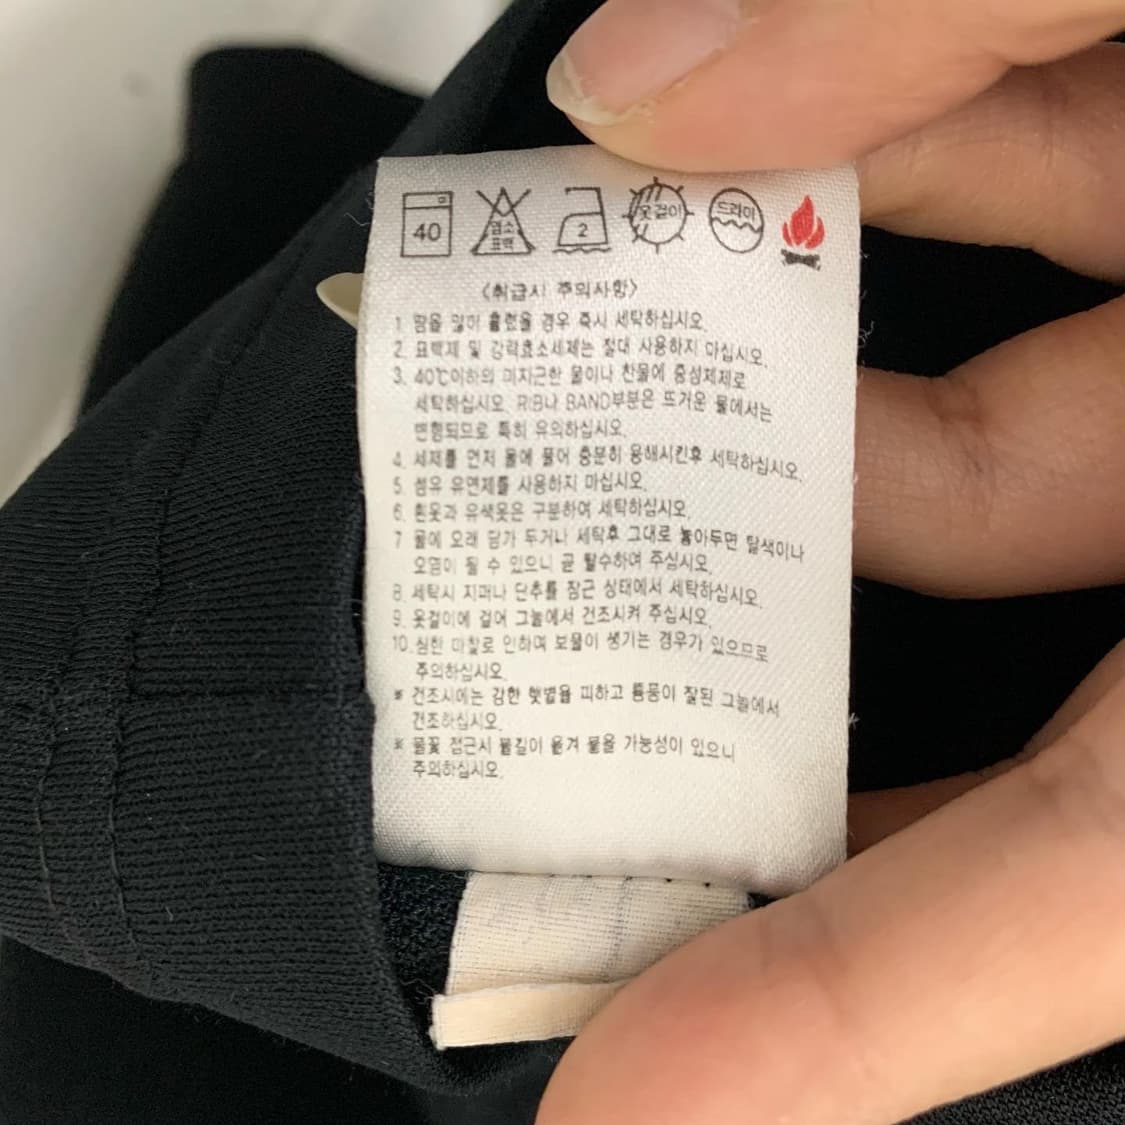 40
염소
표백
2
옷걸이
드라이
<취급시 주의사항>
1. 땀을 많이 흘렸을 경우 즉시 세탁하십시오.
2. 표백제 및 강력효소세제는 절대 사용하지 마십시오.
3. 40℃이하의 미지근한 물이나 찬물에 중성제제로
세탁하십시오. RIB나 BAND부분은 뜨거운 물에서는
변형되므로 특히 유의하십시오.
4. 세제를 먼저 물에 풀어 충분히 용해시킨후 세탁하십시오.
5. 섬유 유연제를 사용하지 마십시오.
6. 흰옷과 유색옷은 구분하여 세탁하십시오.
7 물에 오래 담가 두거나 세탁후 그대로 놓아두면 탈색이나
오염이 될 수 있으니 곧 탈수하여 주십시오.
8. 세탁시 지퍼나 단추를 잠근 상태에서 세탁하십시오.
9. 옷걸이에 걸어 그늘에서 건조시켜 주십시오.
10. 심한 마찰로 인하여 보풀이 생기는 경우가 있으므로
주의하십시오.
※ 건조시에는 강한 햇볕을 피하고 통풍이 잘된 그늘에서
건조하십시오.
※ 불꽃 접근시 불길이 옮겨 붙을 가능성이 있으니
주의하십시오.